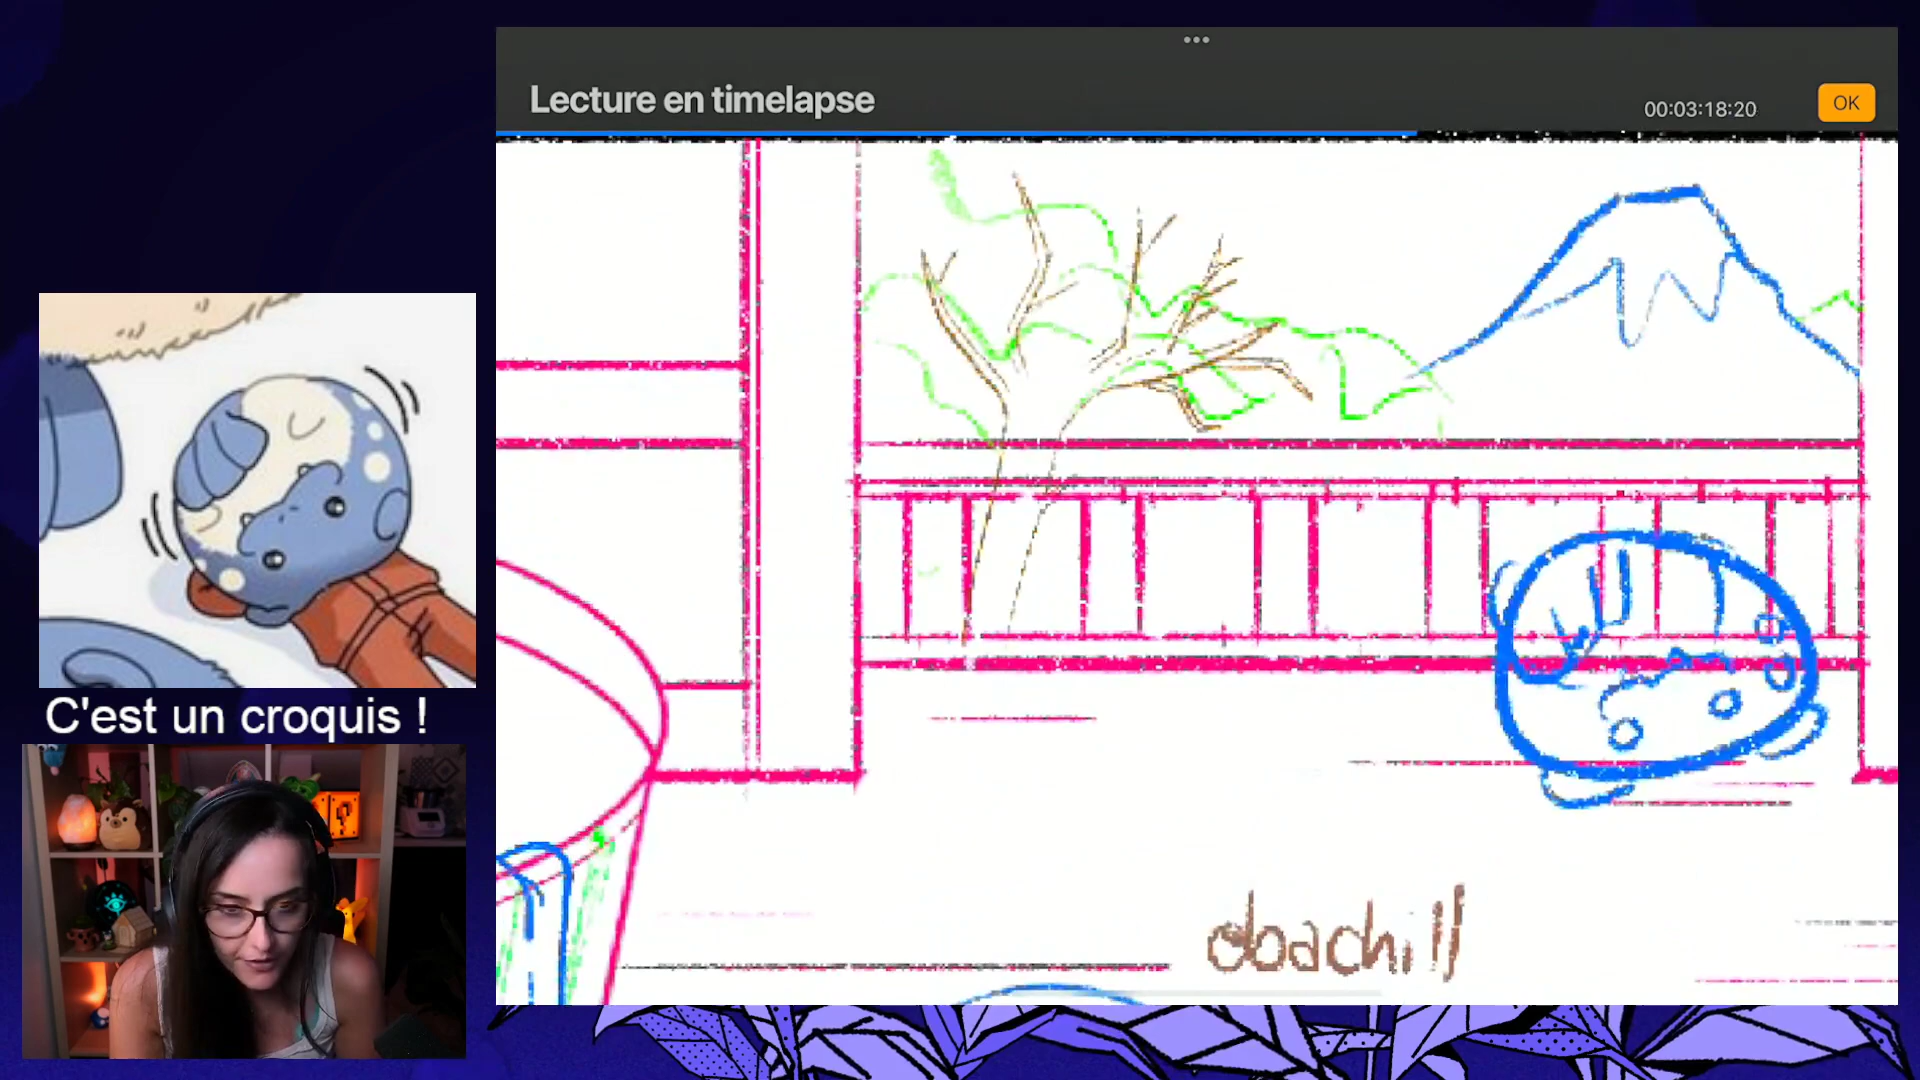 Lecture en timelapse
00:03:18:20
OK
C'est un croquis !
doachill